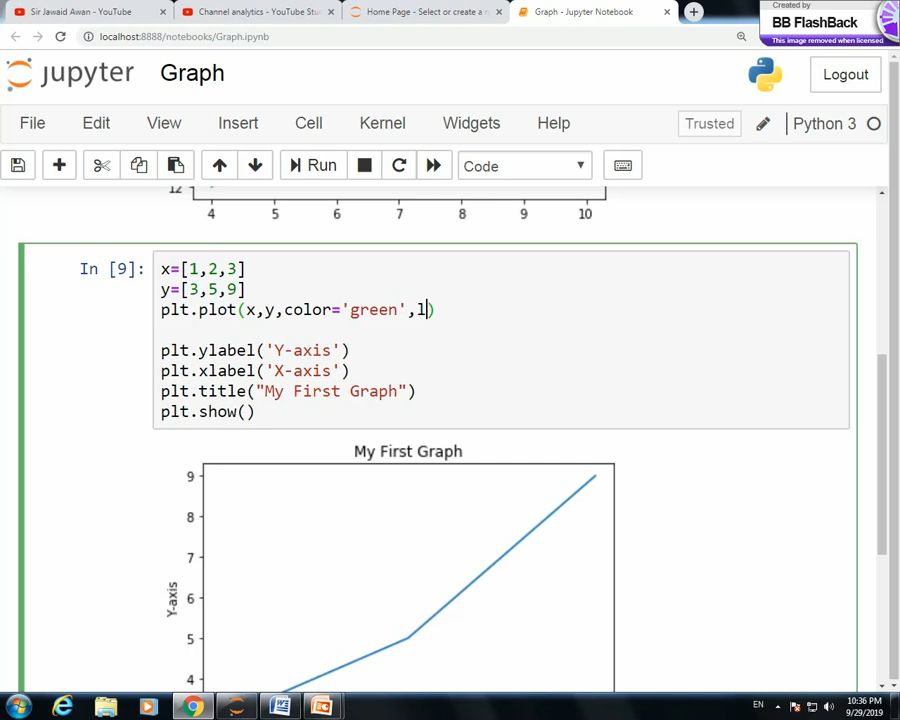 Sir Jawaid Awan - YouTube
Channel analytics - YouTube Stu
Home Page - Select or create a n
Graph - Jupyter Notebook
Created by
BB FlashBack
This image removed when licensed
localhost:8888/notebooks/Graph.ipynb
jupyter Graph
Logout
File Edit View Insert Cell Kernel Widgets Help
Trusted
Python 3
Run
Code
12
4 5 6 7 8 9 10
In [9]: x=[1,2,3]
y=[3,5,9]
plt.plot(x,y,color='green',l)
plt.ylabel('Y-axis')
plt.xlabel('X-axis')
plt.title("My First Graph")
plt.show()
My First Graph
9
8
7
6
5
4
Y-axis
EN
10:36 PM
9/29/2019